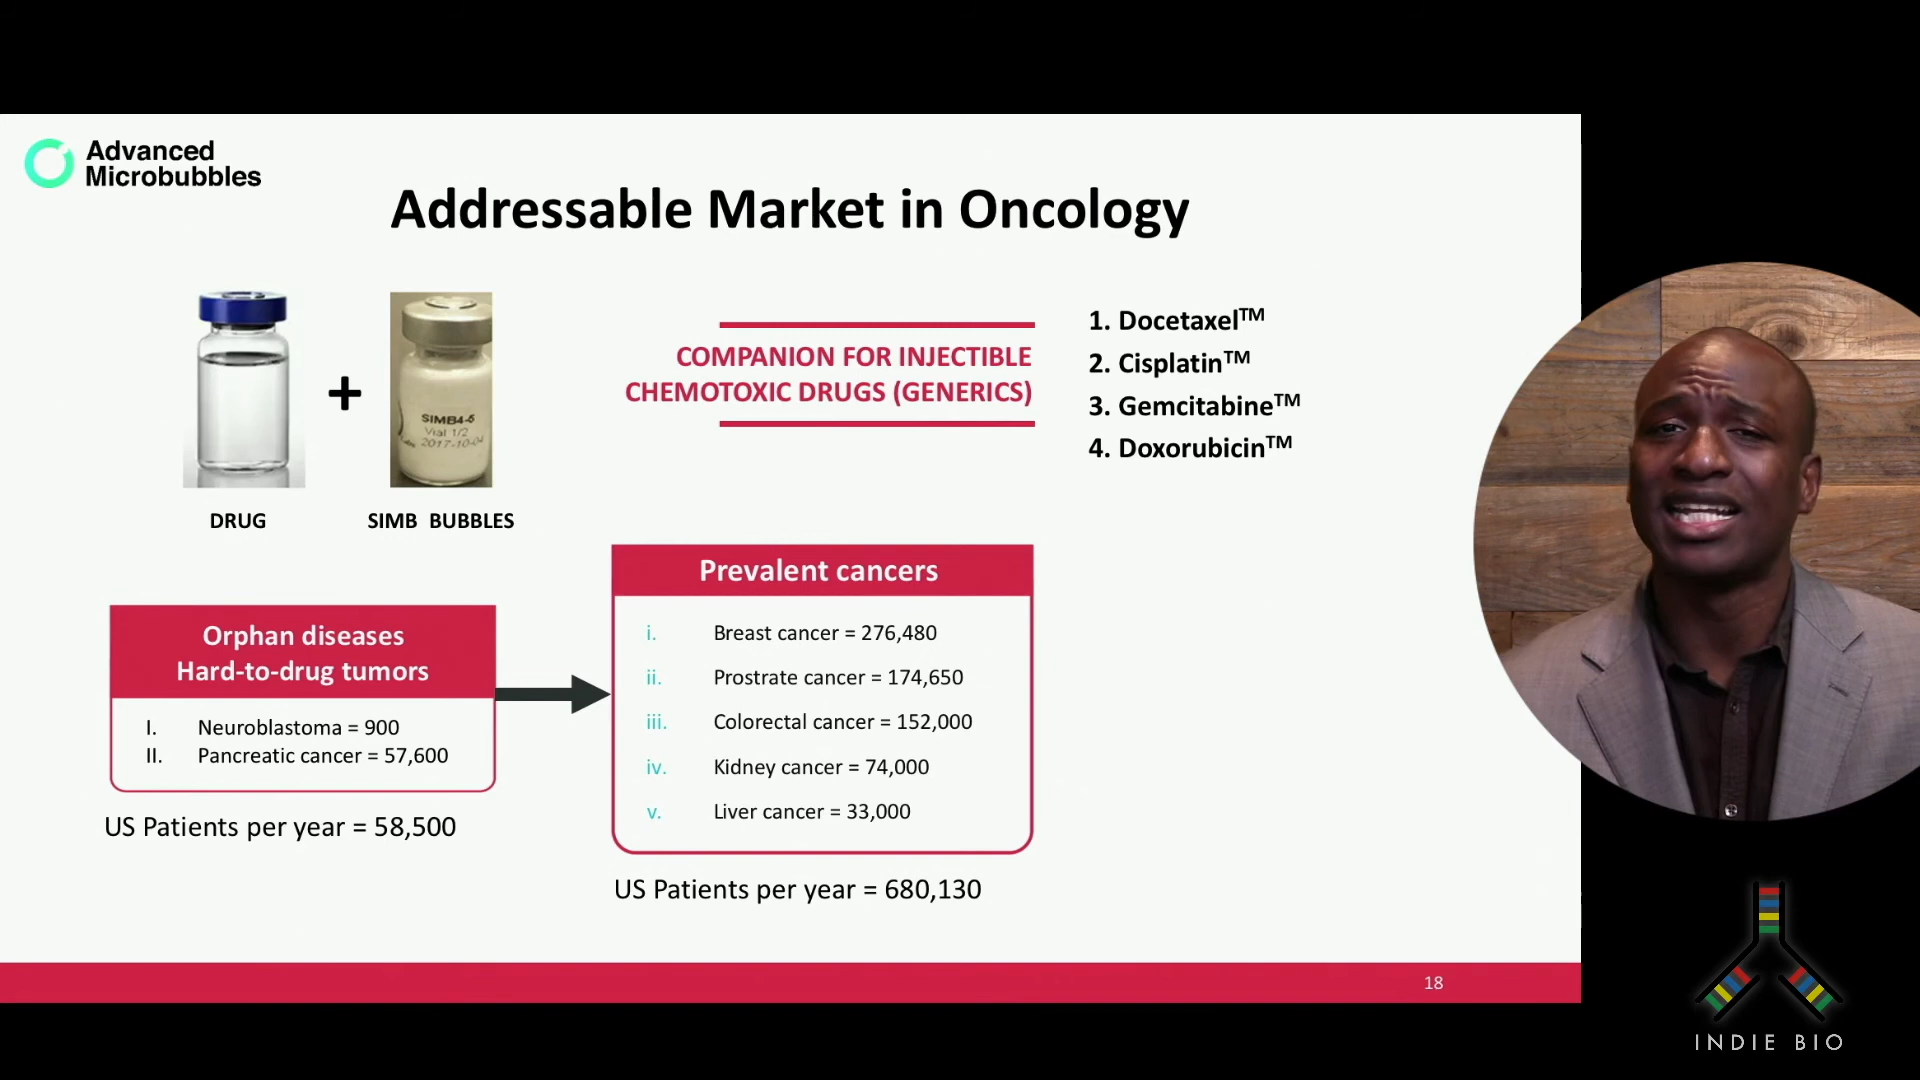 Advanced
Microbubbles
Addressable Market in Oncology
SIMB4-5
Vial 1/2
2017-10-04
DRUG
SIMB BUBBLES
COMPANION FOR INJECTIBLE
CHEMOTOXIC DRUGS (GENERICS)
1. Docetaxel™
2. Cisplatin™
3. Gemcitabine™
4. Doxorubicin™
Orphan diseases
Hard-to-drug tumors
I. Neuroblastoma = 900
II. Pancreatic cancer = 57,600
US Patients per year = 58,500
Prevalent cancers
i. Breast cancer = 276,480
ii. Prostrate cancer = 174,650
iii. Colorectal cancer = 152,000
iv. Kidney cancer = 74,000
v. Liver cancer = 33,000
US Patients per year = 680,130
18
INDIE BIO